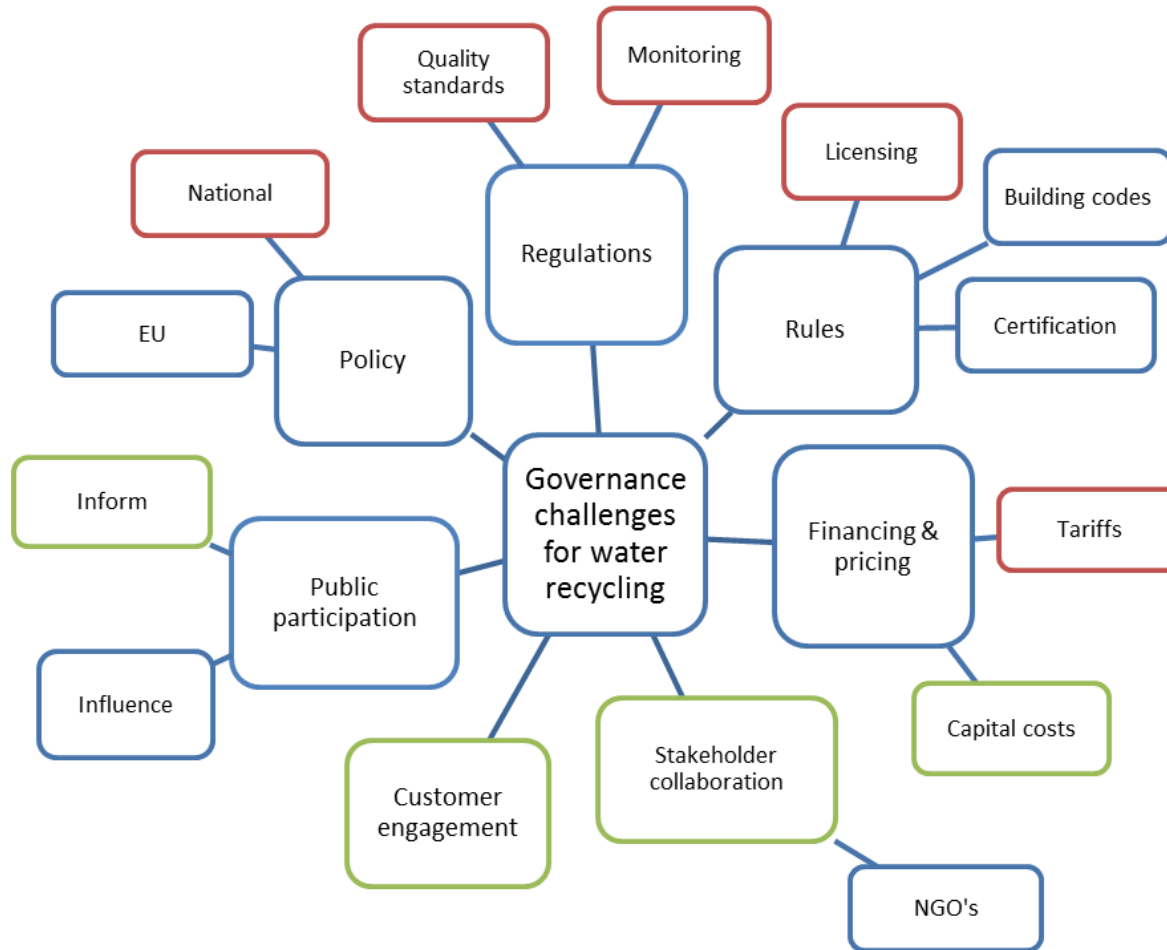 Quality
standards
Monitoring
Licensing
National
Building codes
Regulations
EU
Policy
Rules
Certification
Governance
challenges
for water
recycling
Inform
Financing &
pricing
Tariffs
Public
participation
Influence
Capital costs
Stakeholder
collaboration
Customer
engagement
NGO's